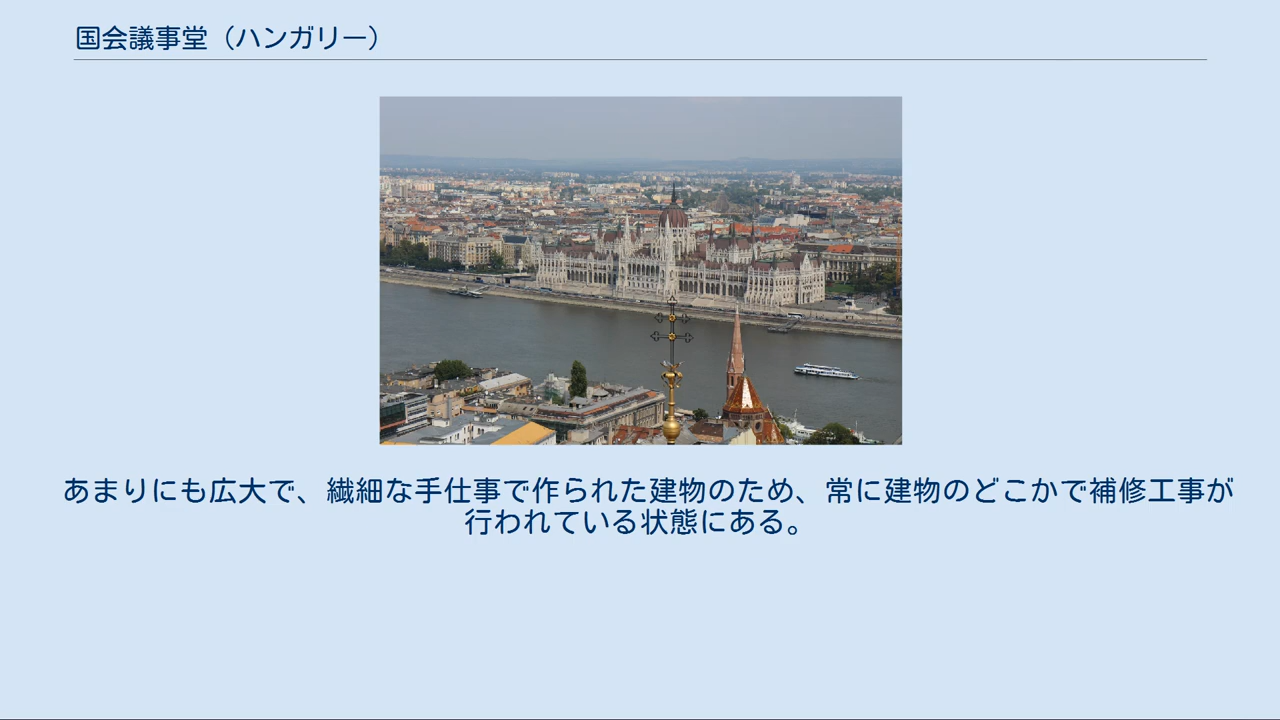 国会議事堂（ハンガリー）
あまりにも広大で、繊細な手仕事で作られた建物のため、常に建物のどこかで補修工事が
行われている状態にある。